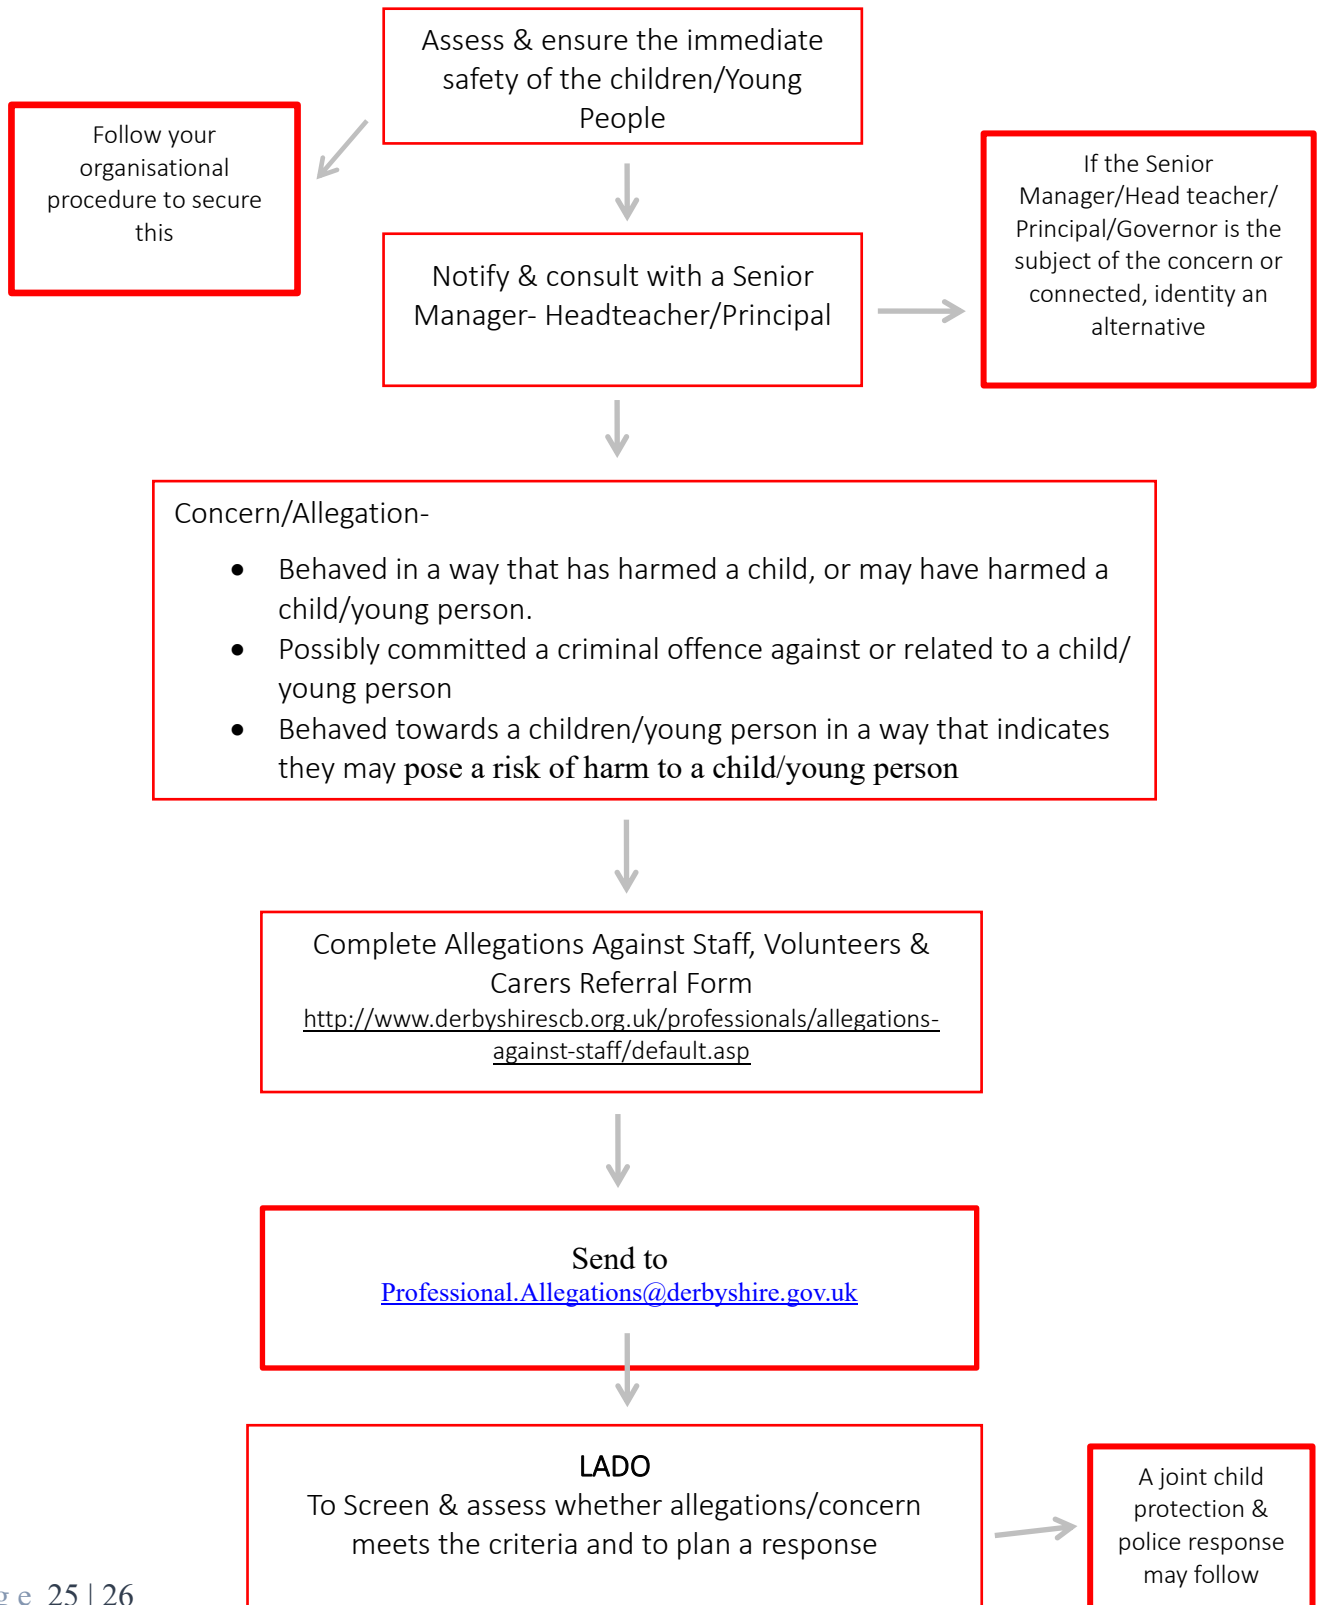 Assess & ensure the immediate
safety of the children/Young
People
Follow your
organisational
procedure to secure
this
If the Senior
Manager/Head teacher/
Principal/Governor is the
subject of the concern or
connected, identity an
alternative
Notify & consult with a Senior
Manager- Headteacher/Principal
Concern/Allegation-
• Behaved in a way that has harmed a child, or may have harmed a
child/young person.
• Possibly committed a criminal offence against or related to a child/
young person
• Behaved towards a children/young person in a way that indicates
they may pose a risk of harm to a child/young person
Complete Allegations Against Staff, Volunteers &
Carers Referral Form
http://www.derbyshirescb.org.uk/professionals/allegations-
against-staff/default.asp
Send to
Professional.Allegations@derbyshire.gov.uk
LADO
To Screen & assess whether allegations/concern
meets the criteria and to plan a response
A joint child
protection &
police response
may follow
g e 25 | 26